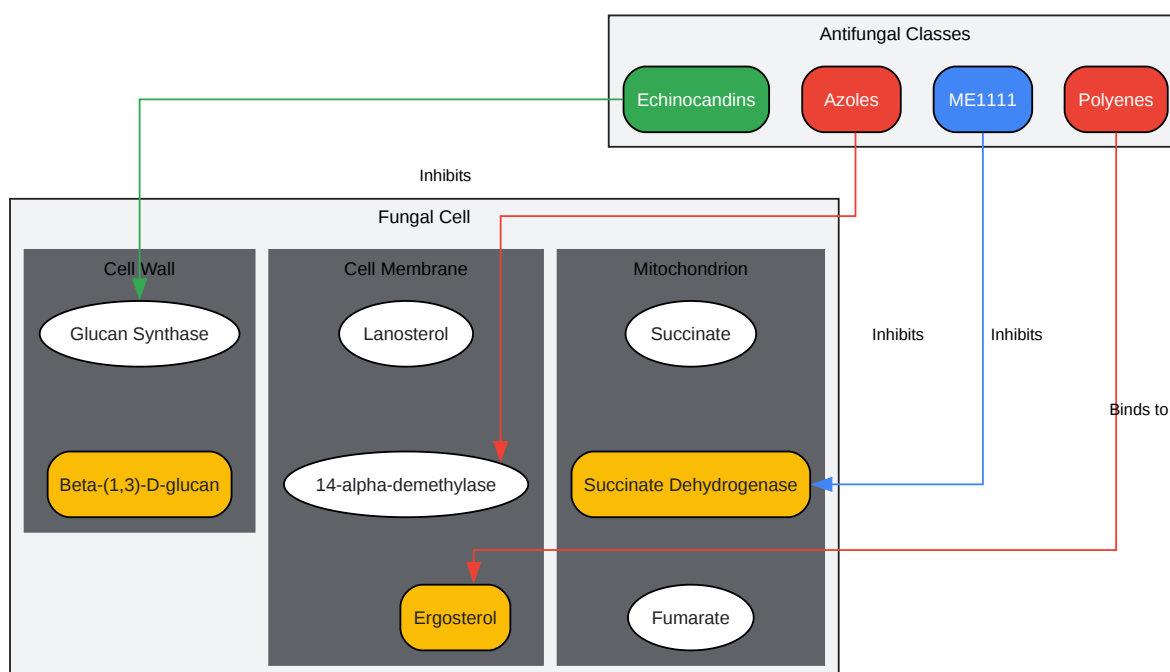 Antifungal Classes
Echinocandins
Azoles
ME1111
Polyenes
Inhibits
Fungal Cell
Cell Wall
Cell Membrane
Mitochondrion
Glucan Synthase
Lanosterol
Succinate
Inhibits
Inhibits
Binds to
Beta-(1,3)-D-glucan
14-alpha-demethylase
Succinate Dehydrogenase
Ergosterol
Fumarate